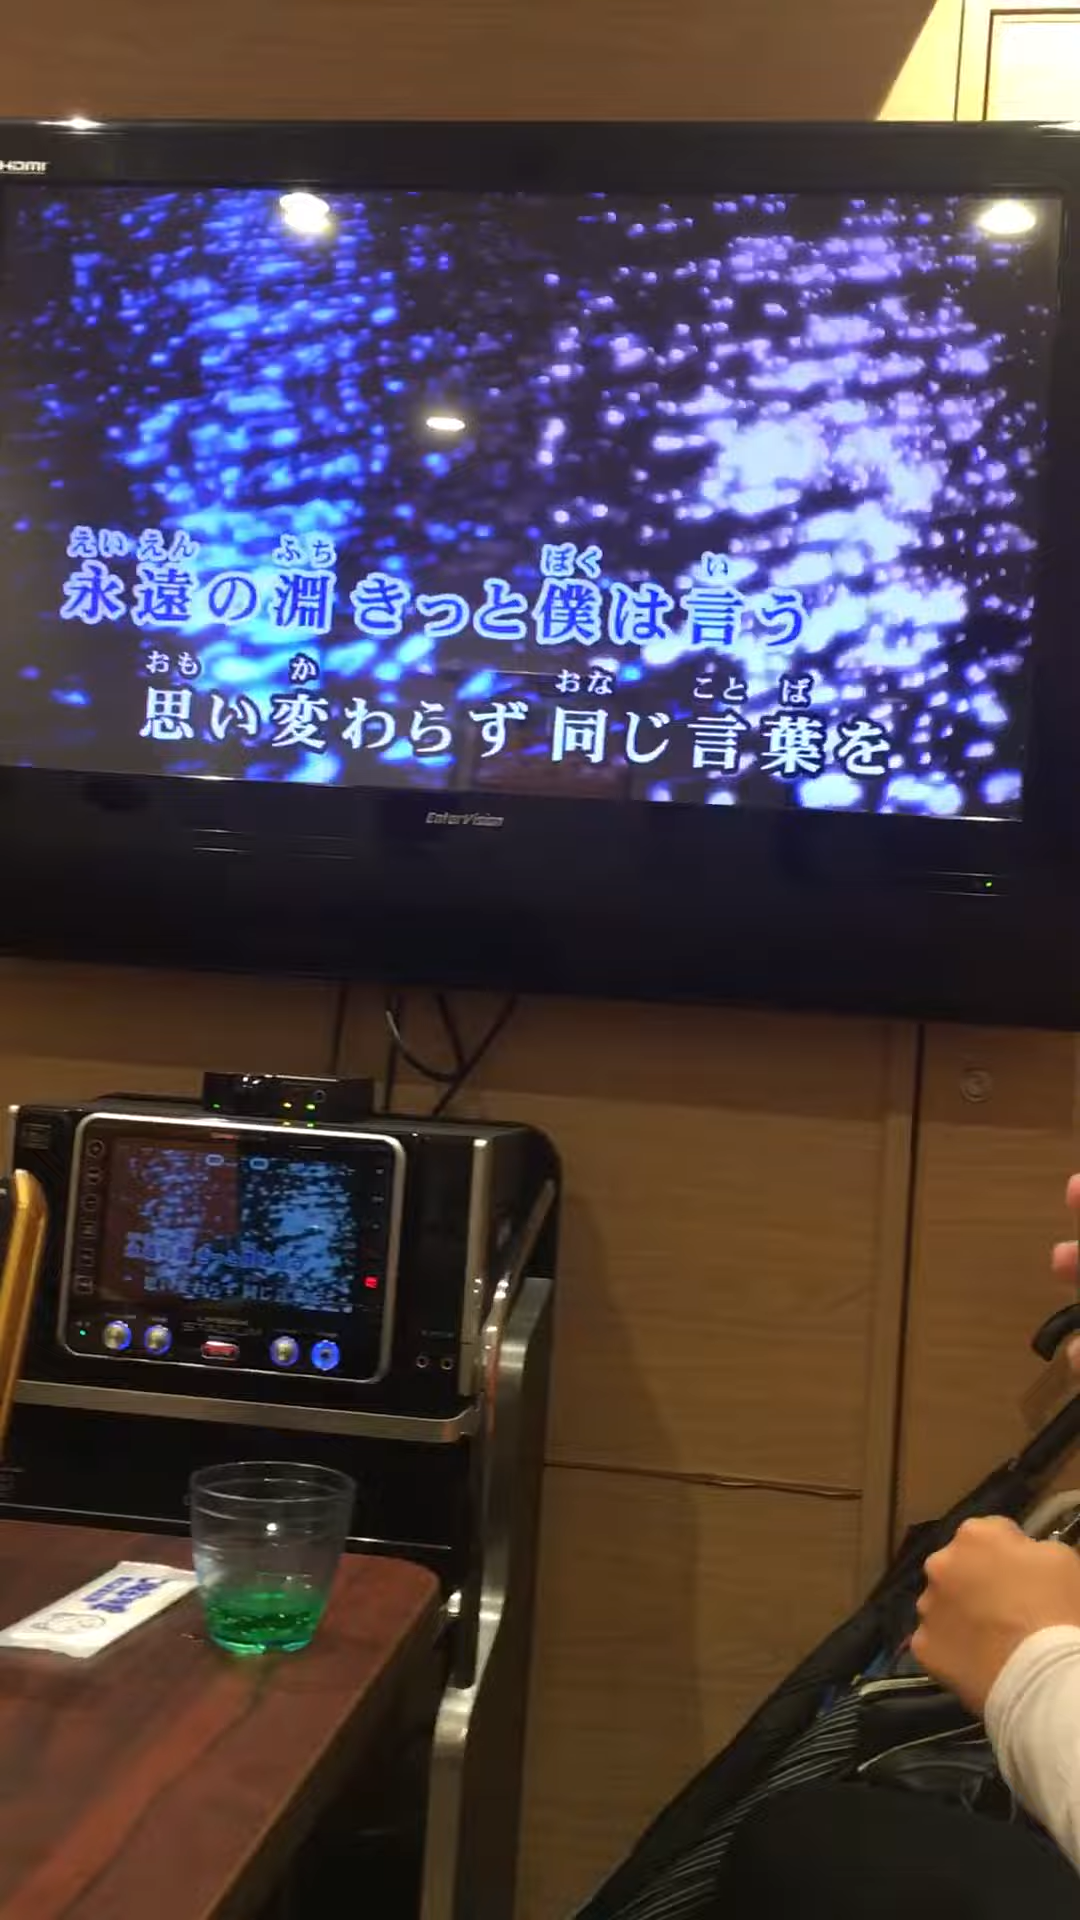 HDMI
えいえん ふち ぼく い
永遠の淵 きっと僕は言う
おも か おな こと ば
思い変わらず 同じ言葉を
EnterVision